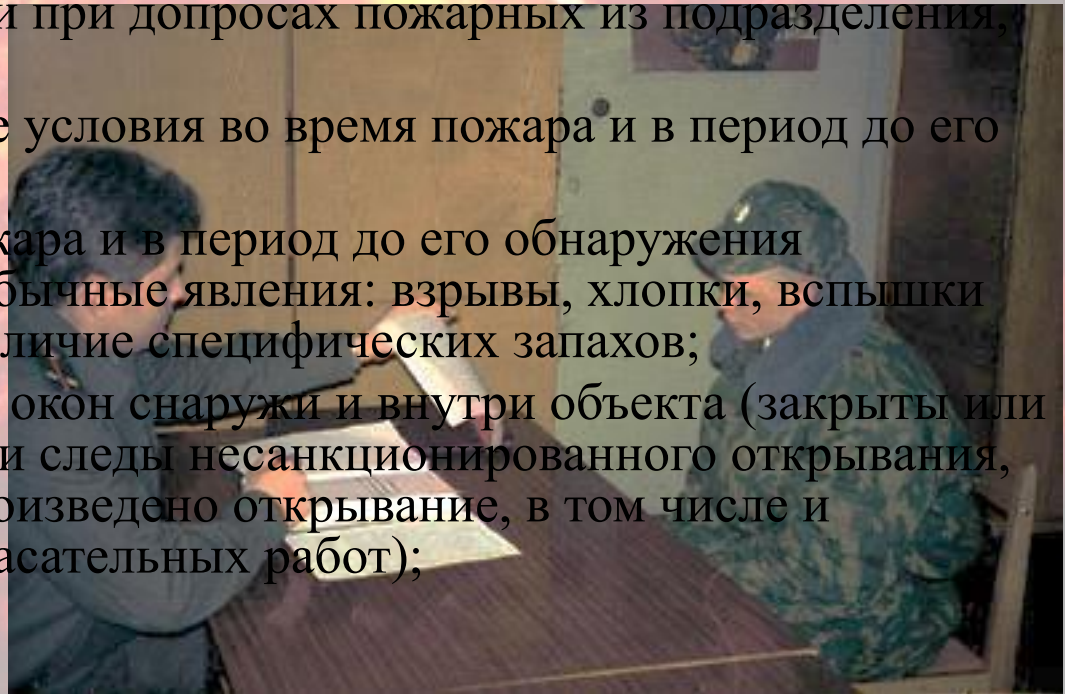 и при допросах пожарных из подразделения,
е условия во время пожара и в период до его
жара и в период до его обнаружения
бычные явления: взрывы, хлопки, вспышки
личие специфических запахов;
окон снаружи и внутри объекта (закрыты или
и следы несанкционированного открывания,
оизведено открывание, в том числе и
асательных работ);